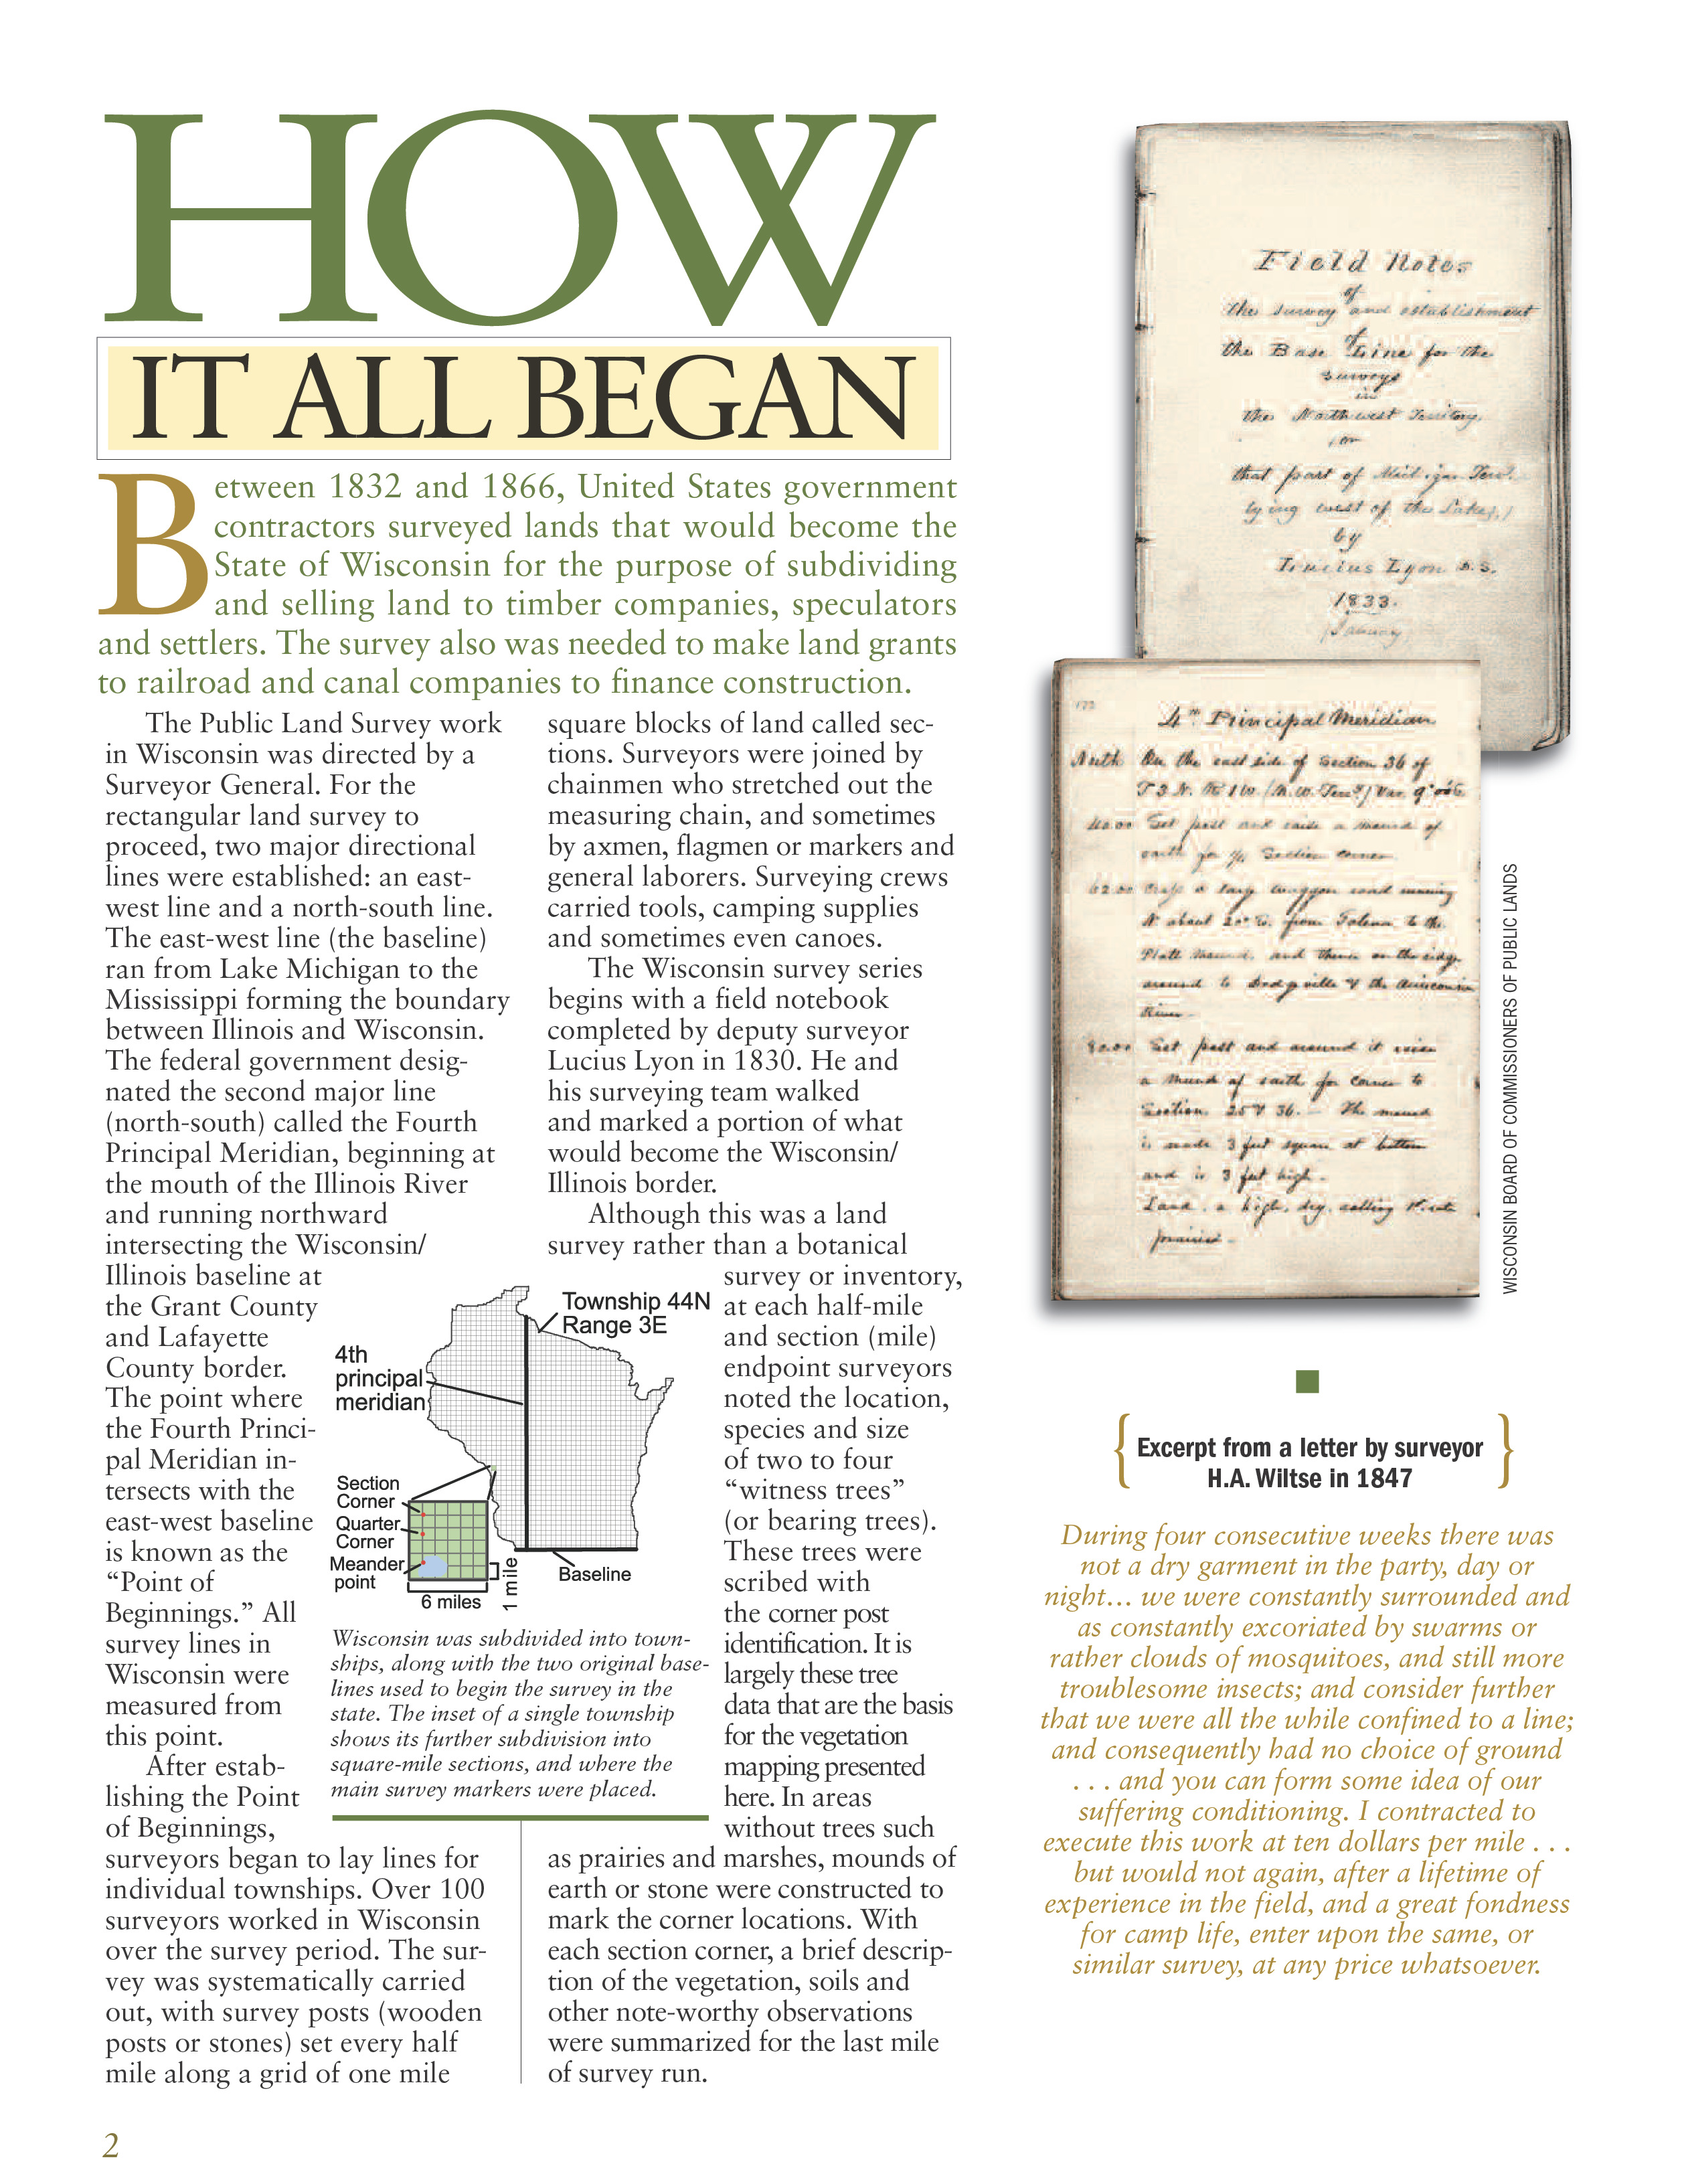 HOW
IT ALL BEGAN
Between 1832 and 1866, United States government
contractors surveyed lands that would become the
State of Wisconsin for the purpose of subdividing
and selling land to timber companies, speculators
and settlers. The survey also was needed to make land grants
to railroad and canal companies to finance construction.
The Public Land Survey work
in Wisconsin was directed by a
Surveyor General. For the
rectangular land survey to
proceed, two major directional
lines were established: an east-
west line and a north-south line.
The east-west line (the baseline)
ran from Lake Michigan to the
Mississippi forming the boundary
between Illinois and Wisconsin.
The federal government desig-
nated the second major line
(north-south) called the Fourth
Principal Meridian, beginning at
the mouth of the Illinois River
and running northward
intersecting the Wisconsin/
Illinois baseline at
the Grant County
and Lafayette
County border.
The point where
the Fourth Princi-
pal Meridian in-
tersects with the
east-west baseline
is known as the
“Point of
Beginnings.” All
survey lines in
Wisconsin were
measured from
this point.
After estab-
lishing the Point
of Beginnings,
surveyors began to lay lines for
individual townships. Over 100
surveyors worked in Wisconsin
over the survey period. The sur-
vey was systematically carried
out, with survey posts (wooden
posts or stones) set every half
mile along a grid of one mile
square blocks of land called sec-
tions. Surveyors were joined by
chainmen who stretched out the
measuring chain, and sometimes
by axmen, flagmen or markers and
general laborers. Surveying crews
carried tools, camping supplies
and sometimes even canoes.
The Wisconsin survey series
begins with a field notebook
completed by deputy surveyor
Lucius Lyon in 1830. He and
his surveying team walked
and marked a portion of what
would become the Wisconsin/
Illinois border.
Although this was a land
survey rather than a botanical
survey or inventory,
at each half-mile
and section (mile)
endpoint surveyors
noted the location,
species and size
of two to four
“witness trees”
(or bearing trees).
These trees were
scribed with
the corner post
identification. It is
largely these tree
data that are the basis
for the vegetation
mapping presented
here. In areas
without trees such
as prairies and marshes, mounds of
earth or stone were constructed to
mark the corner locations. With
each section corner, a brief descrip-
tion of the vegetation, soils and
other note-worthy observations
were summarized for the last mile
of survey run.
Township 44N
Range 3E
4th
principal
meridian
Section
Corner
Quarter
Corner
Meander
point
6 miles
1 mile
Baseline
Wisconsin was subdivided into town-
ships, along with the two original base-
lines used to begin the survey in the
state. The inset of a single township
shows its further subdivision into
square-mile sections, and where the
main survey markers were placed.
Field Notes
of
the survey and establishment
of
the Base Line for the
surveys
in
the Northwest Territory
or
that part of Michigan Terr.
lying west of the Lake,
by
Lucius Lyon D.S.
1833.
January
4th Principal Meridian
North On the east side of Section 36 of
T 3 N. R 1 W.
40.00 Set post and raise a mound of
earth for 1/4 Section corner
62.00 Cross a large waggon road running
N about E. from Galena to the
Platt Mound, and thence on the ridge
around to Dodgville & the
River
80.00 Set post and around it raise
a mound of earth for corner to
Section 25 & 36. The mound
is made 3 feet square at bottom
and is 3 feet high.
Land, a high, dry, rolling
prairie
WISCONSIN BOARD OF COMMISSIONERS OF PUBLIC LANDS
Excerpt from a letter by surveyor
H.A. Wiltse in 1847
During four consecutive weeks there was
not a dry garment in the party, day or
night... we were constantly surrounded and
as constantly excoriated by swarms or
rather clouds of mosquitoes, and still more
troublesome insects; and consider further
that we were all the while confined to a line;
and consequently had no choice of ground
. . . and you can form some idea of our
suffering conditioning. I contracted to
execute this work at ten dollars per mile . . .
but would not again, after a lifetime of
experience in the field, and a great fondness
for camp life, enter upon the same, or
similar survey, at any price whatsoever.
2